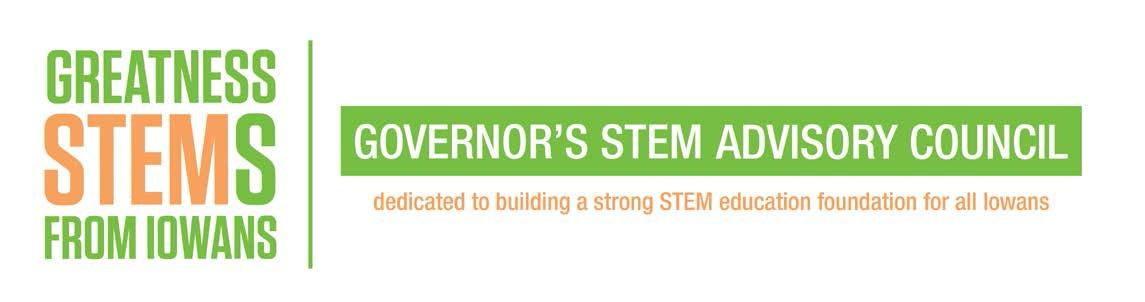 GREATNESS
STEMS
FROM IOWANS
GOVERNOR'S STEM ADVISORY COUNCIL
dedicated to building a strong STEM education foundation for all Iowans